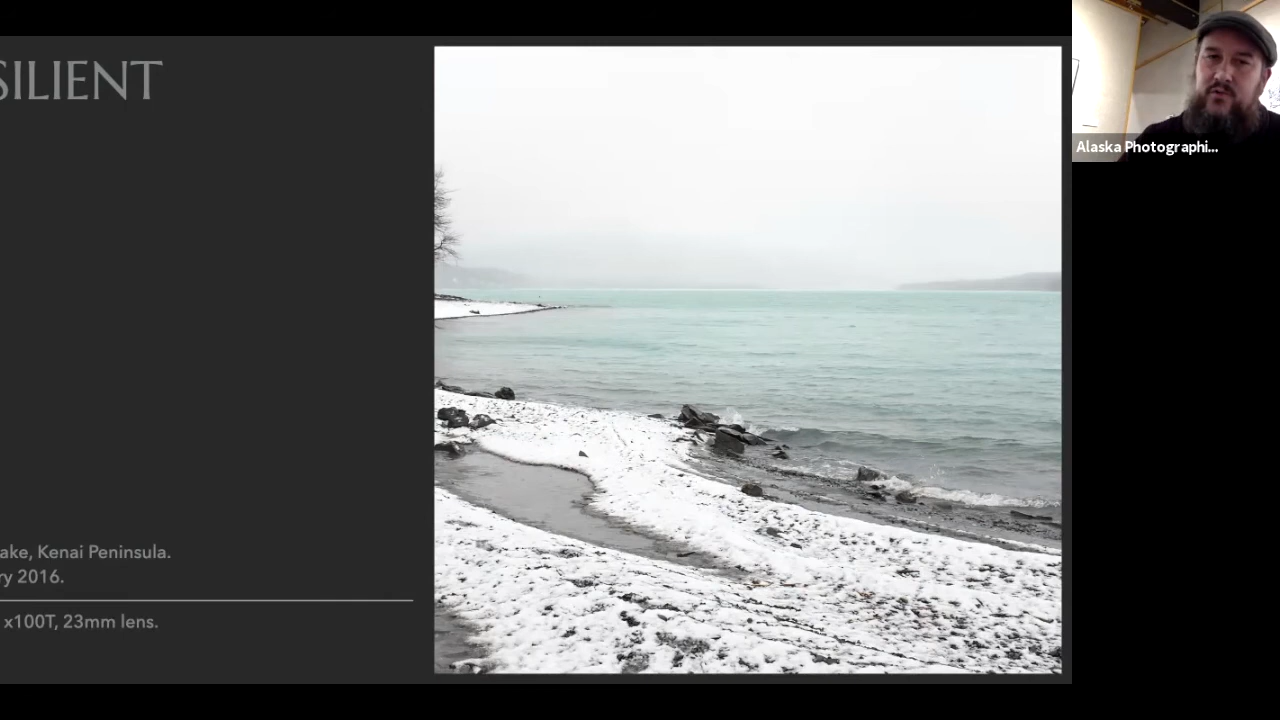 SILIENT
Alaska Photographi...
ake, Kenai Peninsula.
ry 2016.
x100T, 23mm lens.